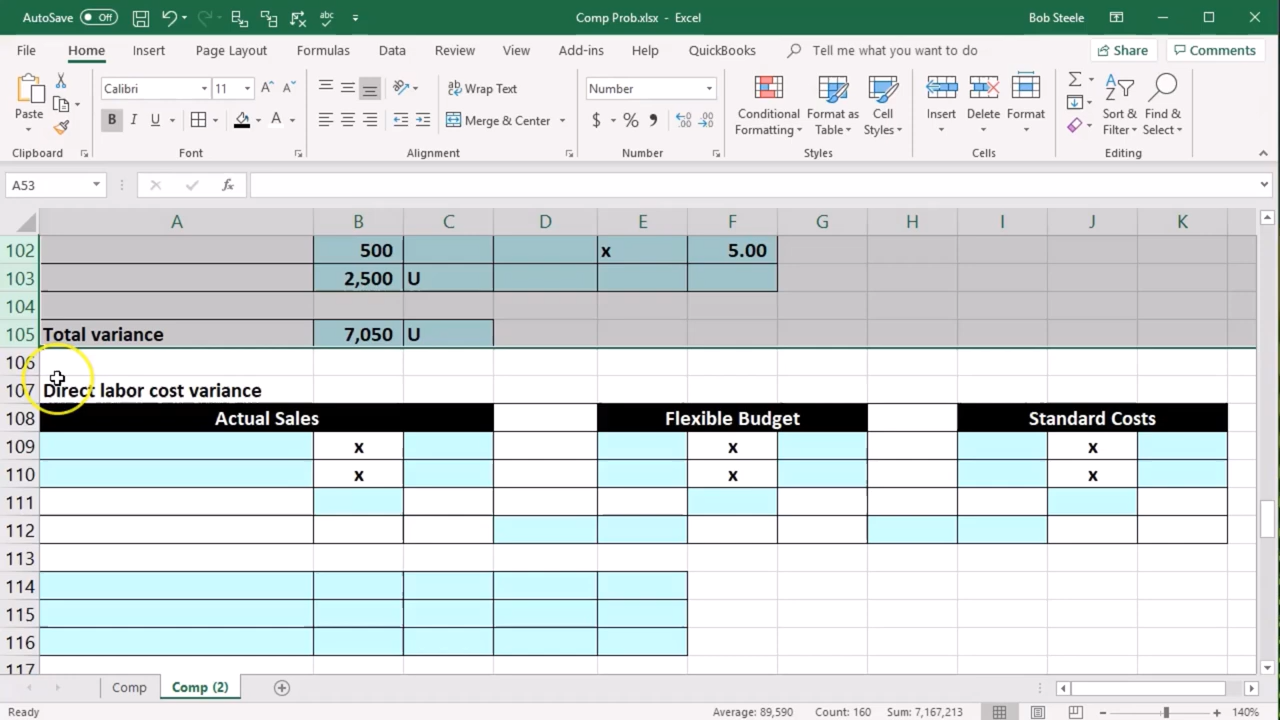 AutoSave Off Comp Prob.xlsx - Excel Bob Steele
File Home Insert Page Layout Formulas Data Review View Add-ins Help QuickBooks Tell me what you want to do Share Comments
Paste Calibri 11 A A Wrap Text Number Conditional Formatting Format as Table Cell Styles Insert Delete Format Sort & Filter Find & Select
B I U A Merge & Center $ % ,
Clipboard Font Alignment Number Styles Cells Editing
A53 fx
A B C D E F G H I J K
102 500 x 5.00
103 2,500 U
104
105 Total variance 7,050 U
106
107 Direct labor cost variance
108 Actual Sales Flexible Budget Standard Costs
109 x x x
110 x x x
111
112
113
114
115
116
117
Comp Comp (2)
Ready Average: 89,590 Count: 160 Sum: 7,167,213 140%